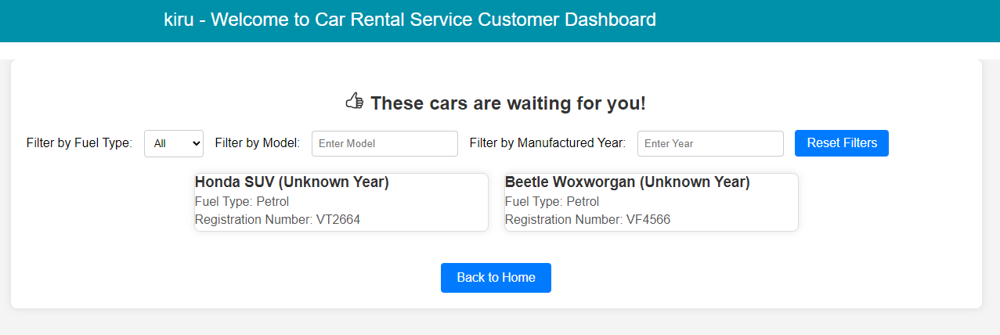 kiru - Welcome to Car Rental Service Customer Dashboard
These cars are waiting for you!
Filter by Fuel Type: All Filter by Model: Enter Model Filter by Manufactured Year: Enter Year Reset Filters
Honda SUV (Unknown Year)
Fuel Type: Petrol
Registration Number: VT2664
Beetle Woxworgan (Unknown Year)
Fuel Type: Petrol
Registration Number: VF4566
Back to Home